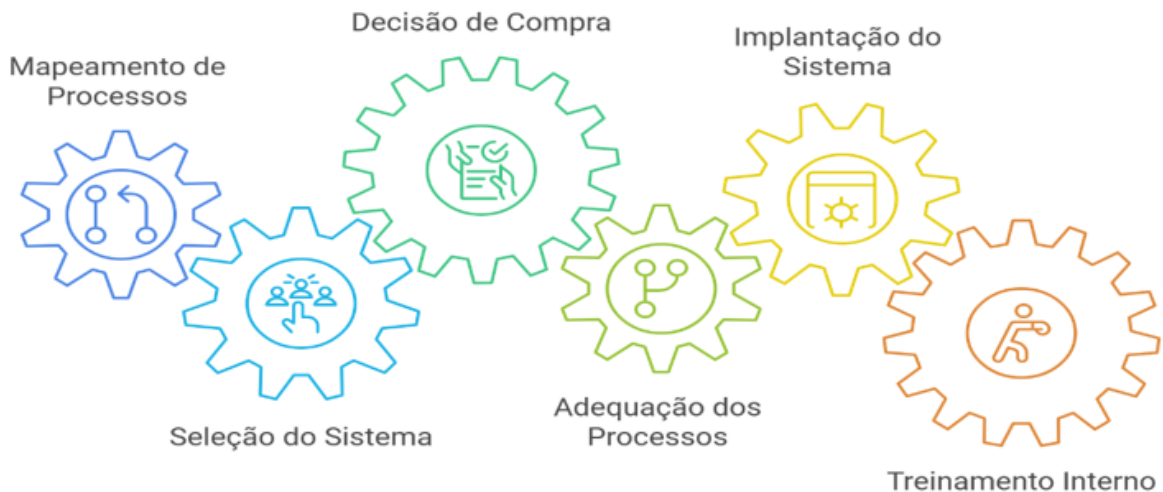 Mapeamento de
Processos
Seleção do Sistema
Decisão de Compra
Adequação dos
Processos
Implantação do
Sistema
Treinamento Interno